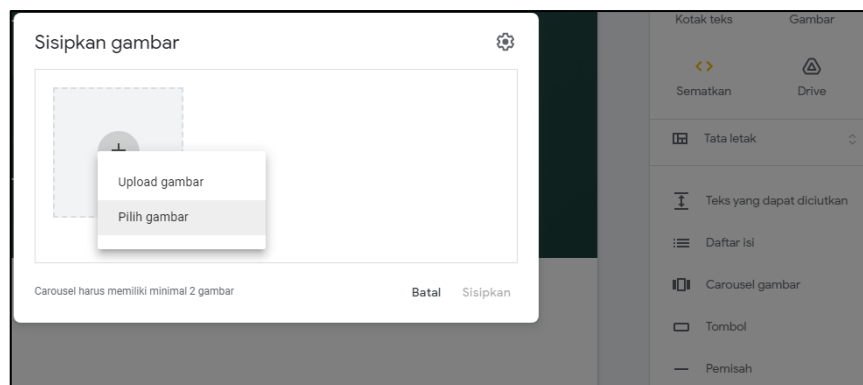 Sisipkan gambar
Upload gambar
Pilih gambar
Carousel harus memiliki minimal 2 gambar
Batal Sisipkan
Kotak teks Gambar
Sematkan Drive
Tata letak
Teks yang dapat diciutkan
Daftar isi
Carousel gambar
Tombol
Pemisah